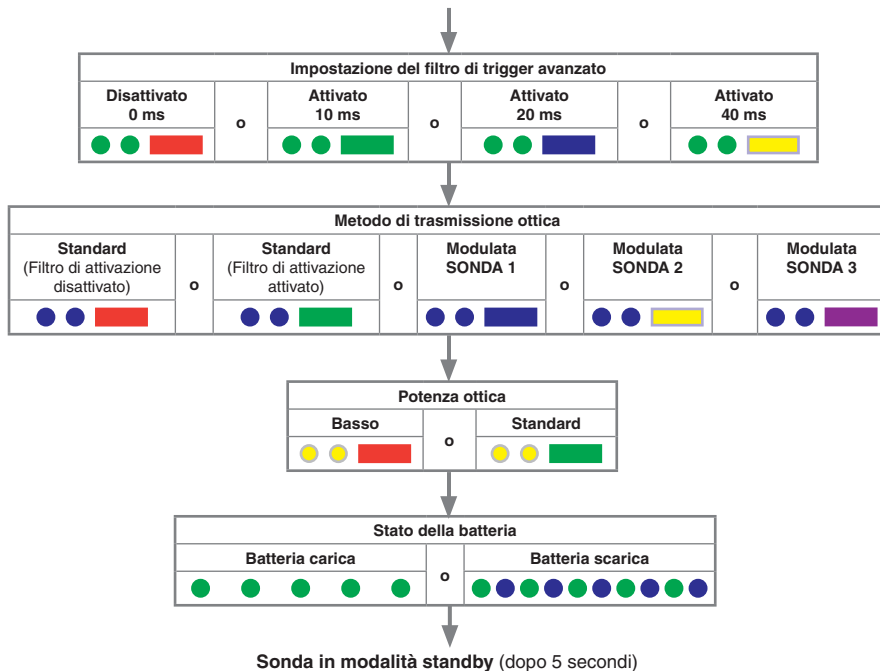 Impostazione del filtro di trigger avanzato
Disattivato
0 ms
o
Attivato
10 ms
o
Attivato
20 ms
o
Attivato
40 ms
Metodo di trasmissione ottica
Standard
(Filtro di attivazione
disattivato)
o
Standard
(Filtro di attivazione
attivato)
o
Modulata
SONDA 1
o
Modulata
SONDA 2
o
Modulata
SONDA 3
Potenza ottica
Basso
o
Standard
Stato della batteria
Batteria carica
o
Batteria scarica
Sonda in modalità standby (dopo 5 secondi)